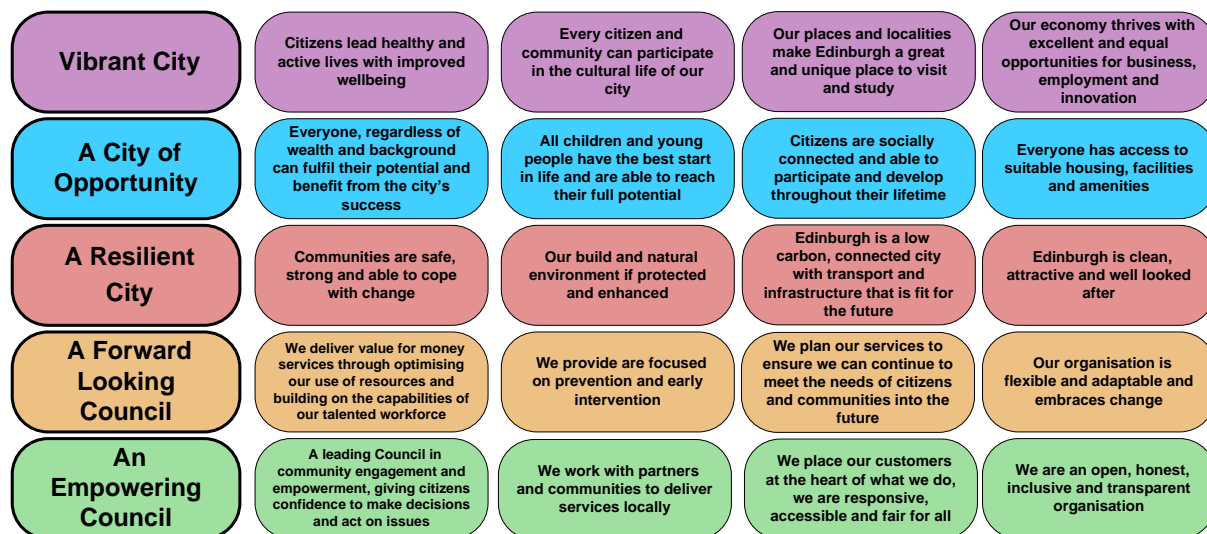 Vibrant City
Citizens lead healthy and
active lives with improved
wellbeing
Every citizen and
community can participate
in the cultural life of our
city
Our places and localities
make Edinburgh a great
and unique place to visit
and study
Our economy thrives with
excellent and equal
opportunities for business,
employment and
innovation
A City of
Opportunity
Everyone, regardless of
wealth and background
can fulfil their potential and
benefit from the city's
success
All children and young
people have the best start
in life and are able to reach
their full potential
Citizens are socially
connected and able to
participate and develop
throughout their lifetime
Everyone has access to
suitable housing, facilities
and amenities
A Resilient
City
Communities are safe,
strong and able to cope
with change
Our build and natural
environment if protected
and enhanced
Edinburgh is a low
carbon, connected city
with transport and
infrastructure that is fit for
the future
Edinburgh is clean,
attractive and well looked
after
A Forward
Looking
Council
We deliver value for money
services through optimising
our use of resources and
building on the capabilities of
our talented workforce
We provide are focused
on prevention and early
intervention
We plan our services to
ensure we can continue to
meet the needs of citizens
and communities into the
future
Our organisation is
flexible and adaptable and
embraces change
An
Empowering
Council
A leading Council in
community engagement and
empowerment, giving citizens
confidence to make decisions
and act on issues
We work with partners
and communities to deliver
services locally
We place our customers
at the heart of what we do,
we are responsive,
accessible and fair for all
We are an open, honest,
inclusive and transparent
organisation